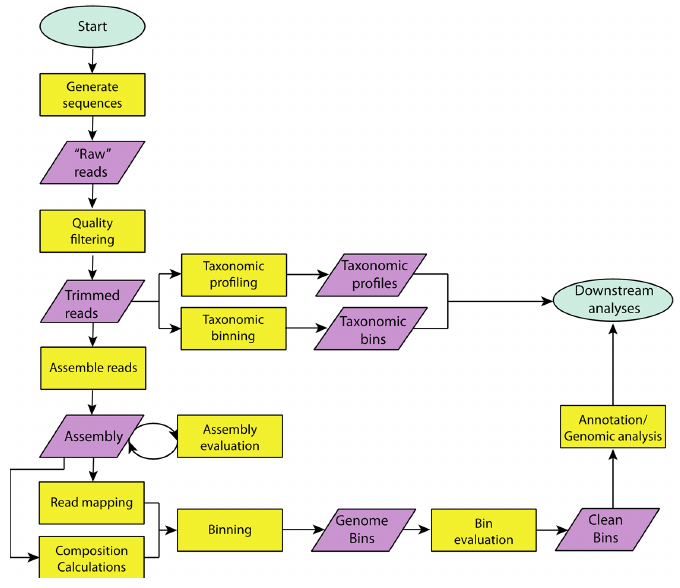 Start
Generate
sequences
“Raw”
reads
Quality
filtering
Trimmed
reads
Taxonomic
profiling
Taxonomic
profiles
Taxonomic
binning
Taxonomic
bins
Downstream
analyses
Assemble reads
Assembly
Assembly
evaluation
Annotation/
Genomic analysis
Read mapping
Composition
Calculations
Binning
Genome
Bins
Bin
evaluation
Clean
Bins